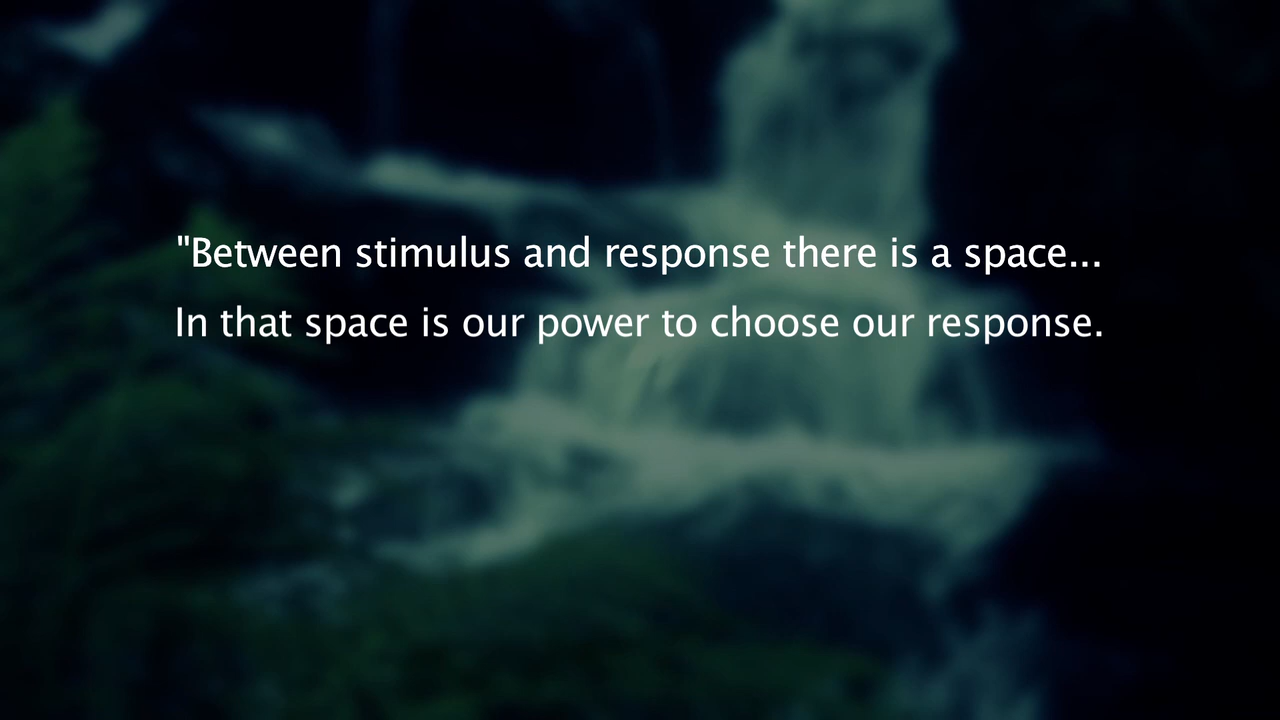 "Between stimulus and response there is a space...
In that space is our power to choose our response.